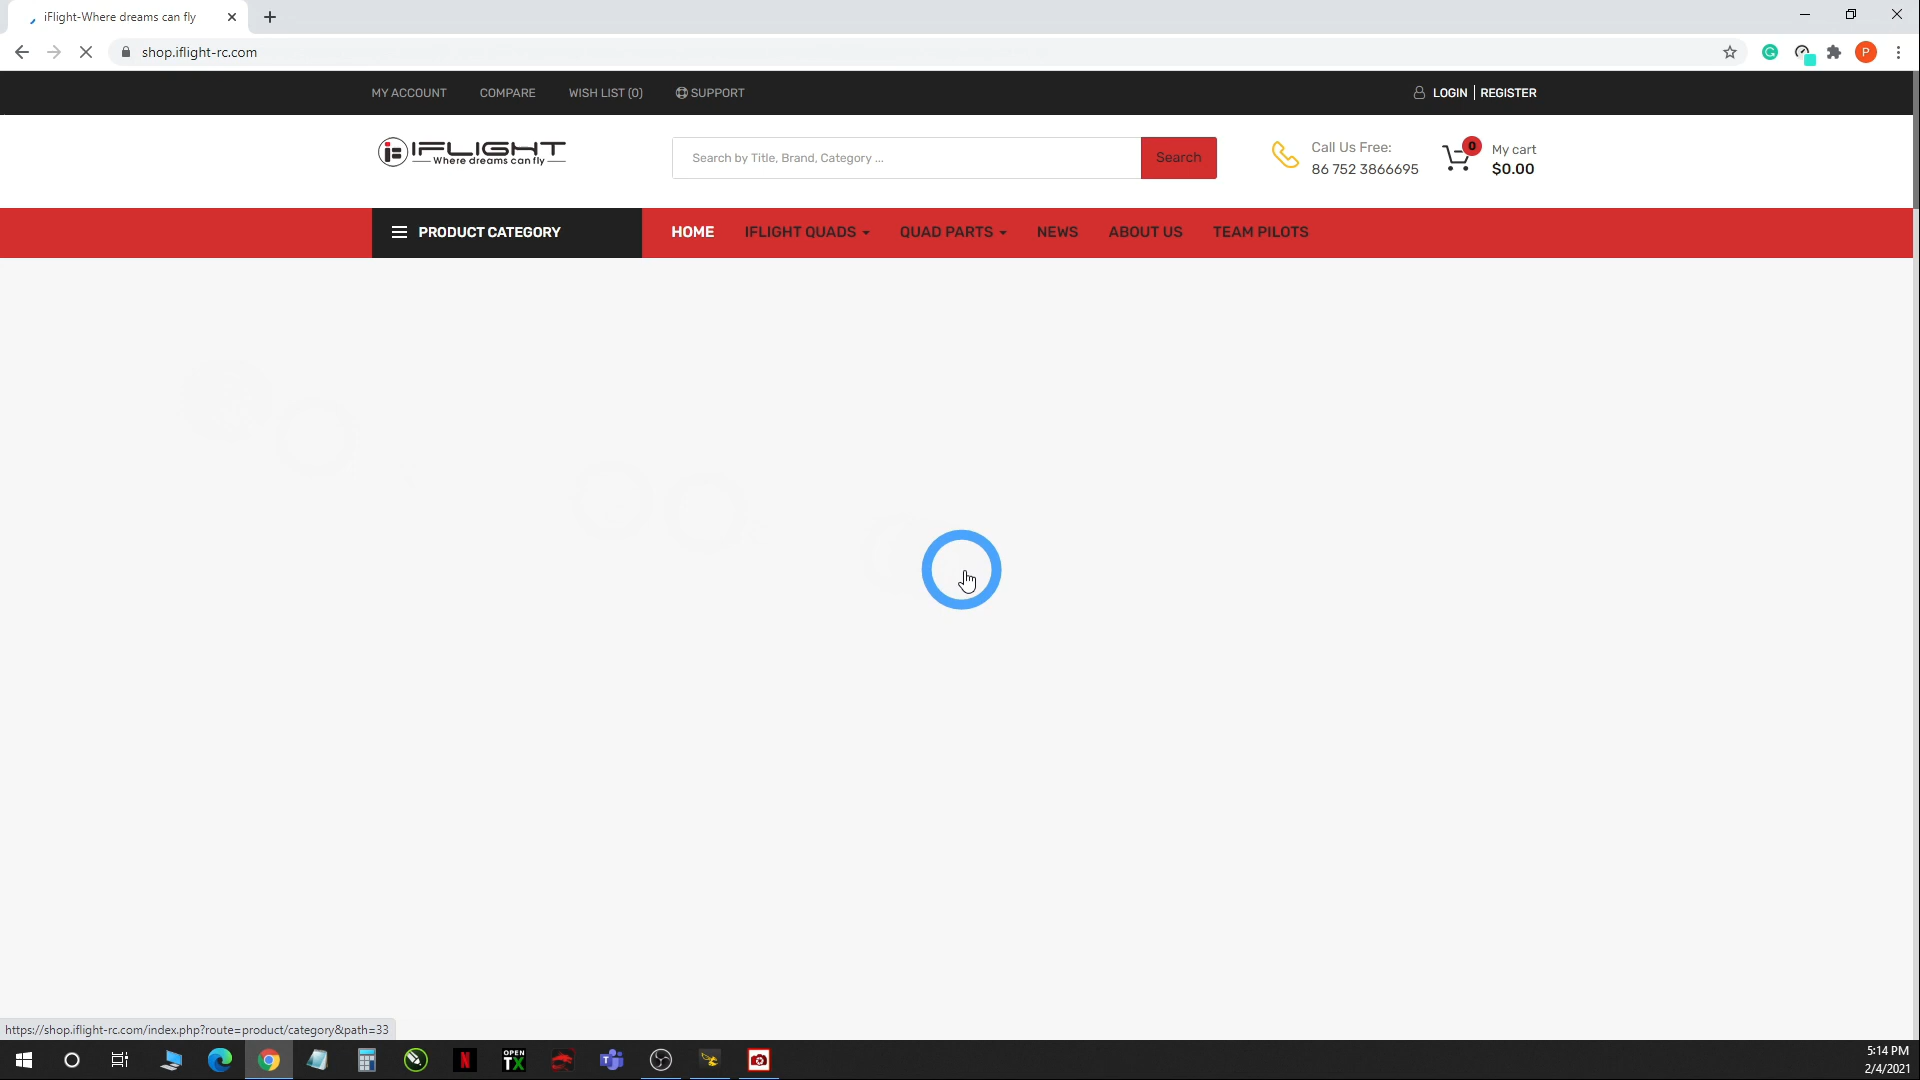 iFlight-Where dreams can fly
shop.iflight-rc.com
P
MY ACCOUNT COMPARE WISH LIST (0) SUPPORT LOGIN REGISTER
IFLIGHT
Where dreams can fly
Search by Title, Brand, Category ...
Search
Call Us Free:
86 752 3866695
0
My cart
$0.00
PRODUCT CATEGORY HOME IFLIGHT QUADS QUAD PARTS NEWS ABOUT US TEAM PILOTS
https://shop.iflight-rc.com/index.php?route=product/category&path=33
N
OPEN
TX
T
5:14 PM
2/4/2021